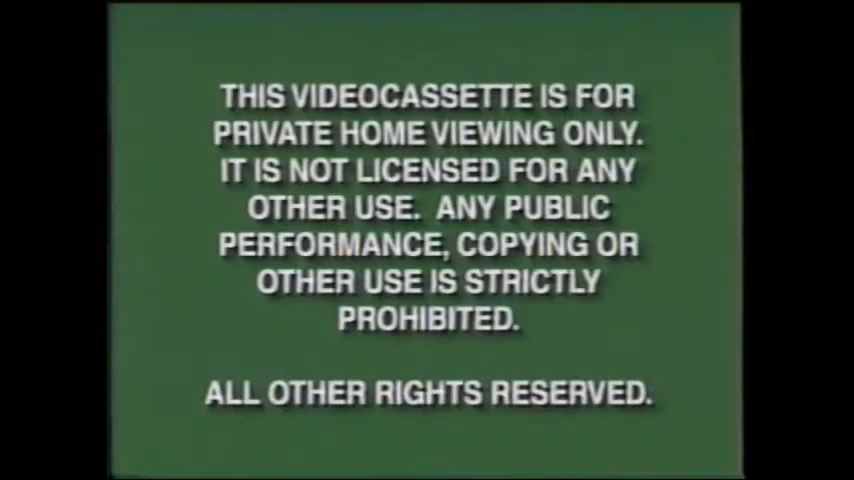 THIS VIDEOCASSETTE IS FOR
PRIVATE HOME VIEWING ONLY.
IT IS NOT LICENSED FOR ANY
OTHER USE.  ANY PUBLIC
PERFORMANCE, COPYING OR
OTHER USE IS STRICTLY
PROHIBITED.
ALL OTHER RIGHTS RESERVED.